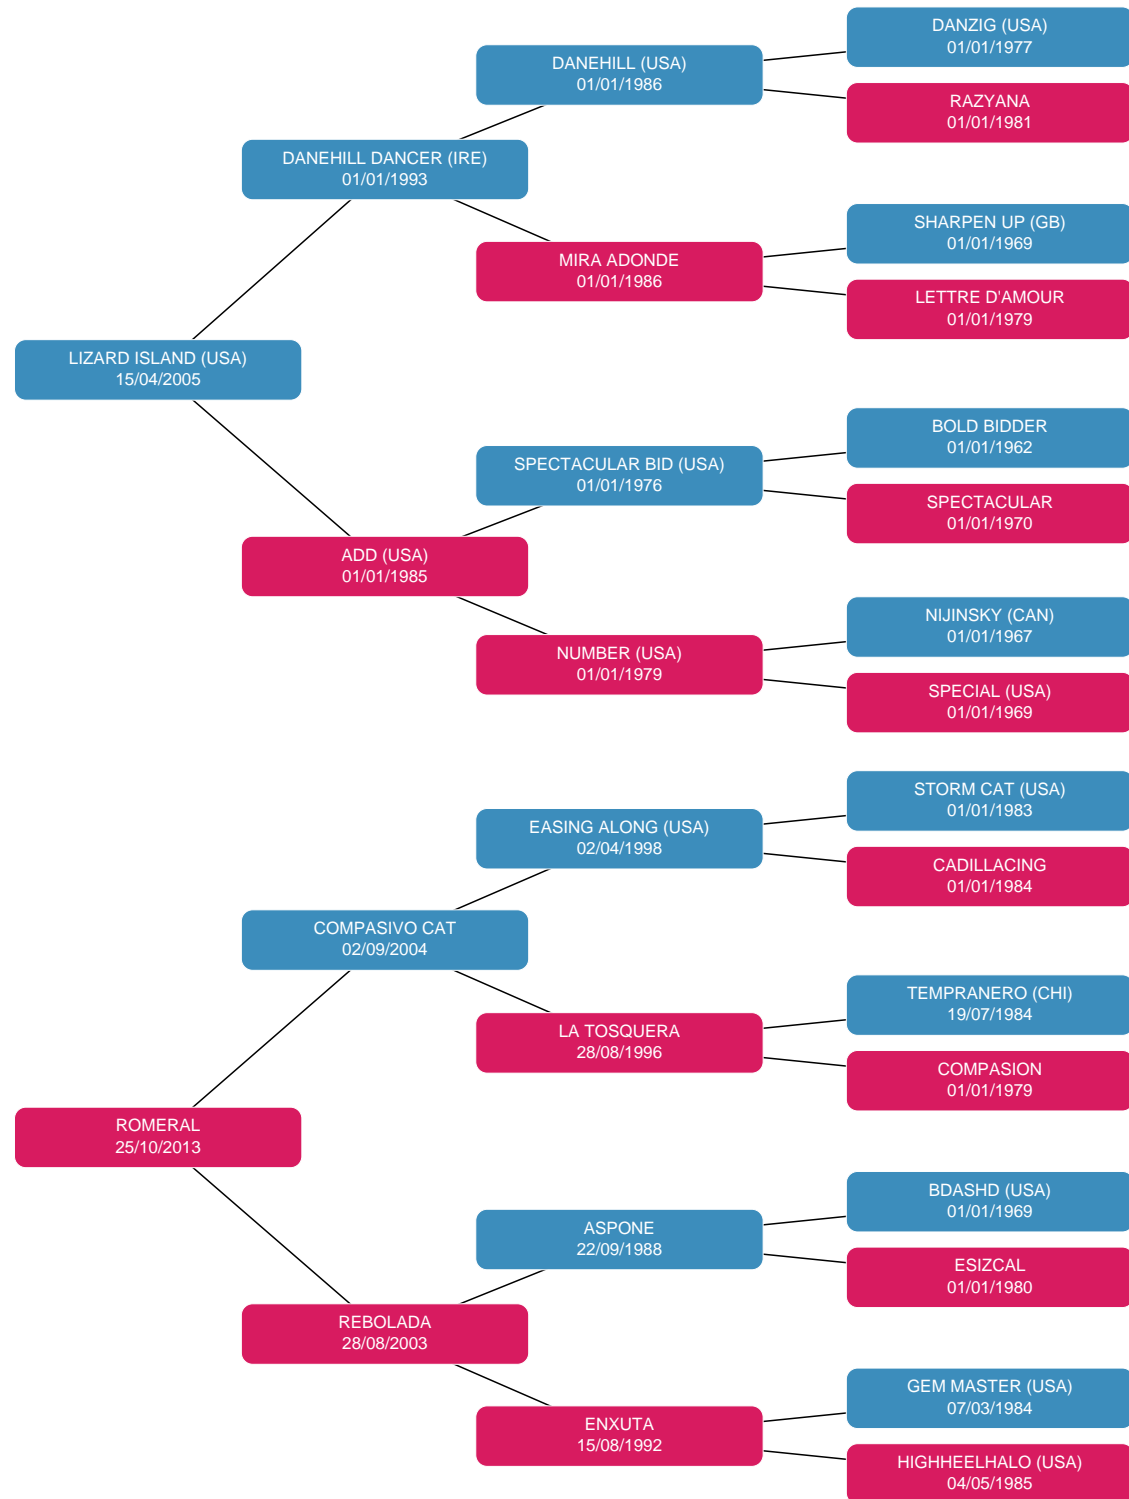 DANZIG (USA)
01/01/1977
DANEHILL (USA)
01/01/1986
RAZYANA
01/01/1981
DANEHILL DANCER (IRE)
01/01/1993
SHARPEN UP (GB)
01/01/1969
MIRA ADONDE
01/01/1986
LETTRE D'AMOUR
01/01/1979
LIZARD ISLAND (USA)
15/04/2005
BOLD BIDDER
01/01/1962
SPECTACULAR BID (USA)
01/01/1976
SPECTACULAR
01/01/1970
ADD (USA)
01/01/1985
NIJINSKY (CAN)
01/01/1967
NUMBER (USA)
01/01/1979
SPECIAL (USA)
01/01/1969
STORM CAT (USA)
01/01/1983
EASING ALONG (USA)
02/04/1998
CADILLACING
01/01/1984
COMPASIVO CAT
02/09/2004
TEMPRANERO (CHI)
19/07/1984
LA TOSQUERA
28/08/1996
COMPASION
01/01/1979
ROMERAL
25/10/2013
BDASHD (USA)
01/01/1969
ASPONE
22/09/1988
ESIZCAL
01/01/1980
REBOLADA
28/08/2003
GEM MASTER (USA)
07/03/1984
ENXUTA
15/08/1992
HIGHHEELHALO (USA)
04/05/1985